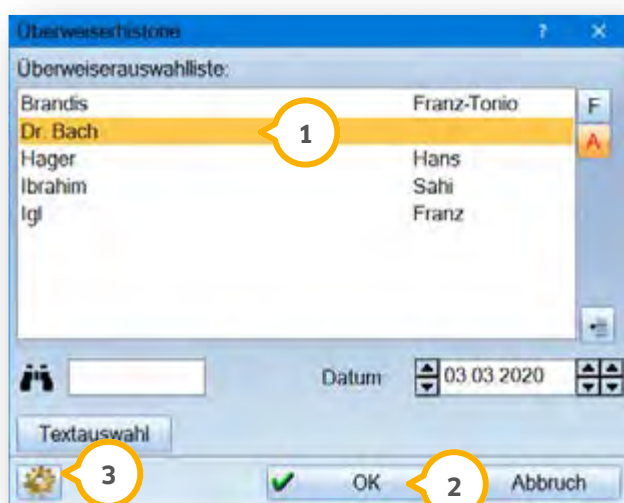 Überweiserhistorie ? ×
Überweiserauswahlliste:
Brandis Franz-Tonio F
Dr. Bach 1 A
Hager Hans
Ibrahim Sahi
Igl Franz
Datum 03 03 2020
Textauswahl
3 OK 2 Abbruch